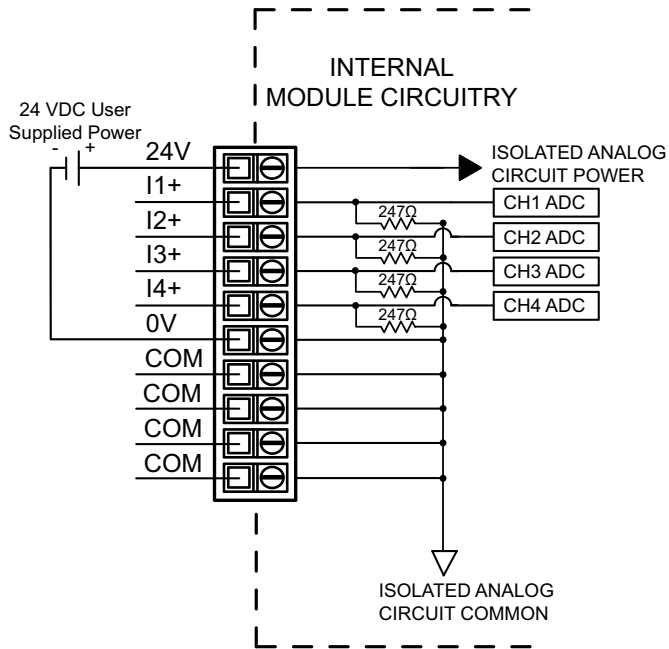 INTERNAL
MODULE CIRCUITRY
24 VDC User
Supplied Power
- +
24V
I1+
I2+
I3+
I4+
0V
COM
COM
COM
COM
ISOLATED ANALOG
CIRCUIT POWER
CH1 ADC
247Ω
CH2 ADC
247Ω
CH3 ADC
247Ω
CH4 ADC
247Ω
ISOLATED ANALOG
CIRCUIT COMMON